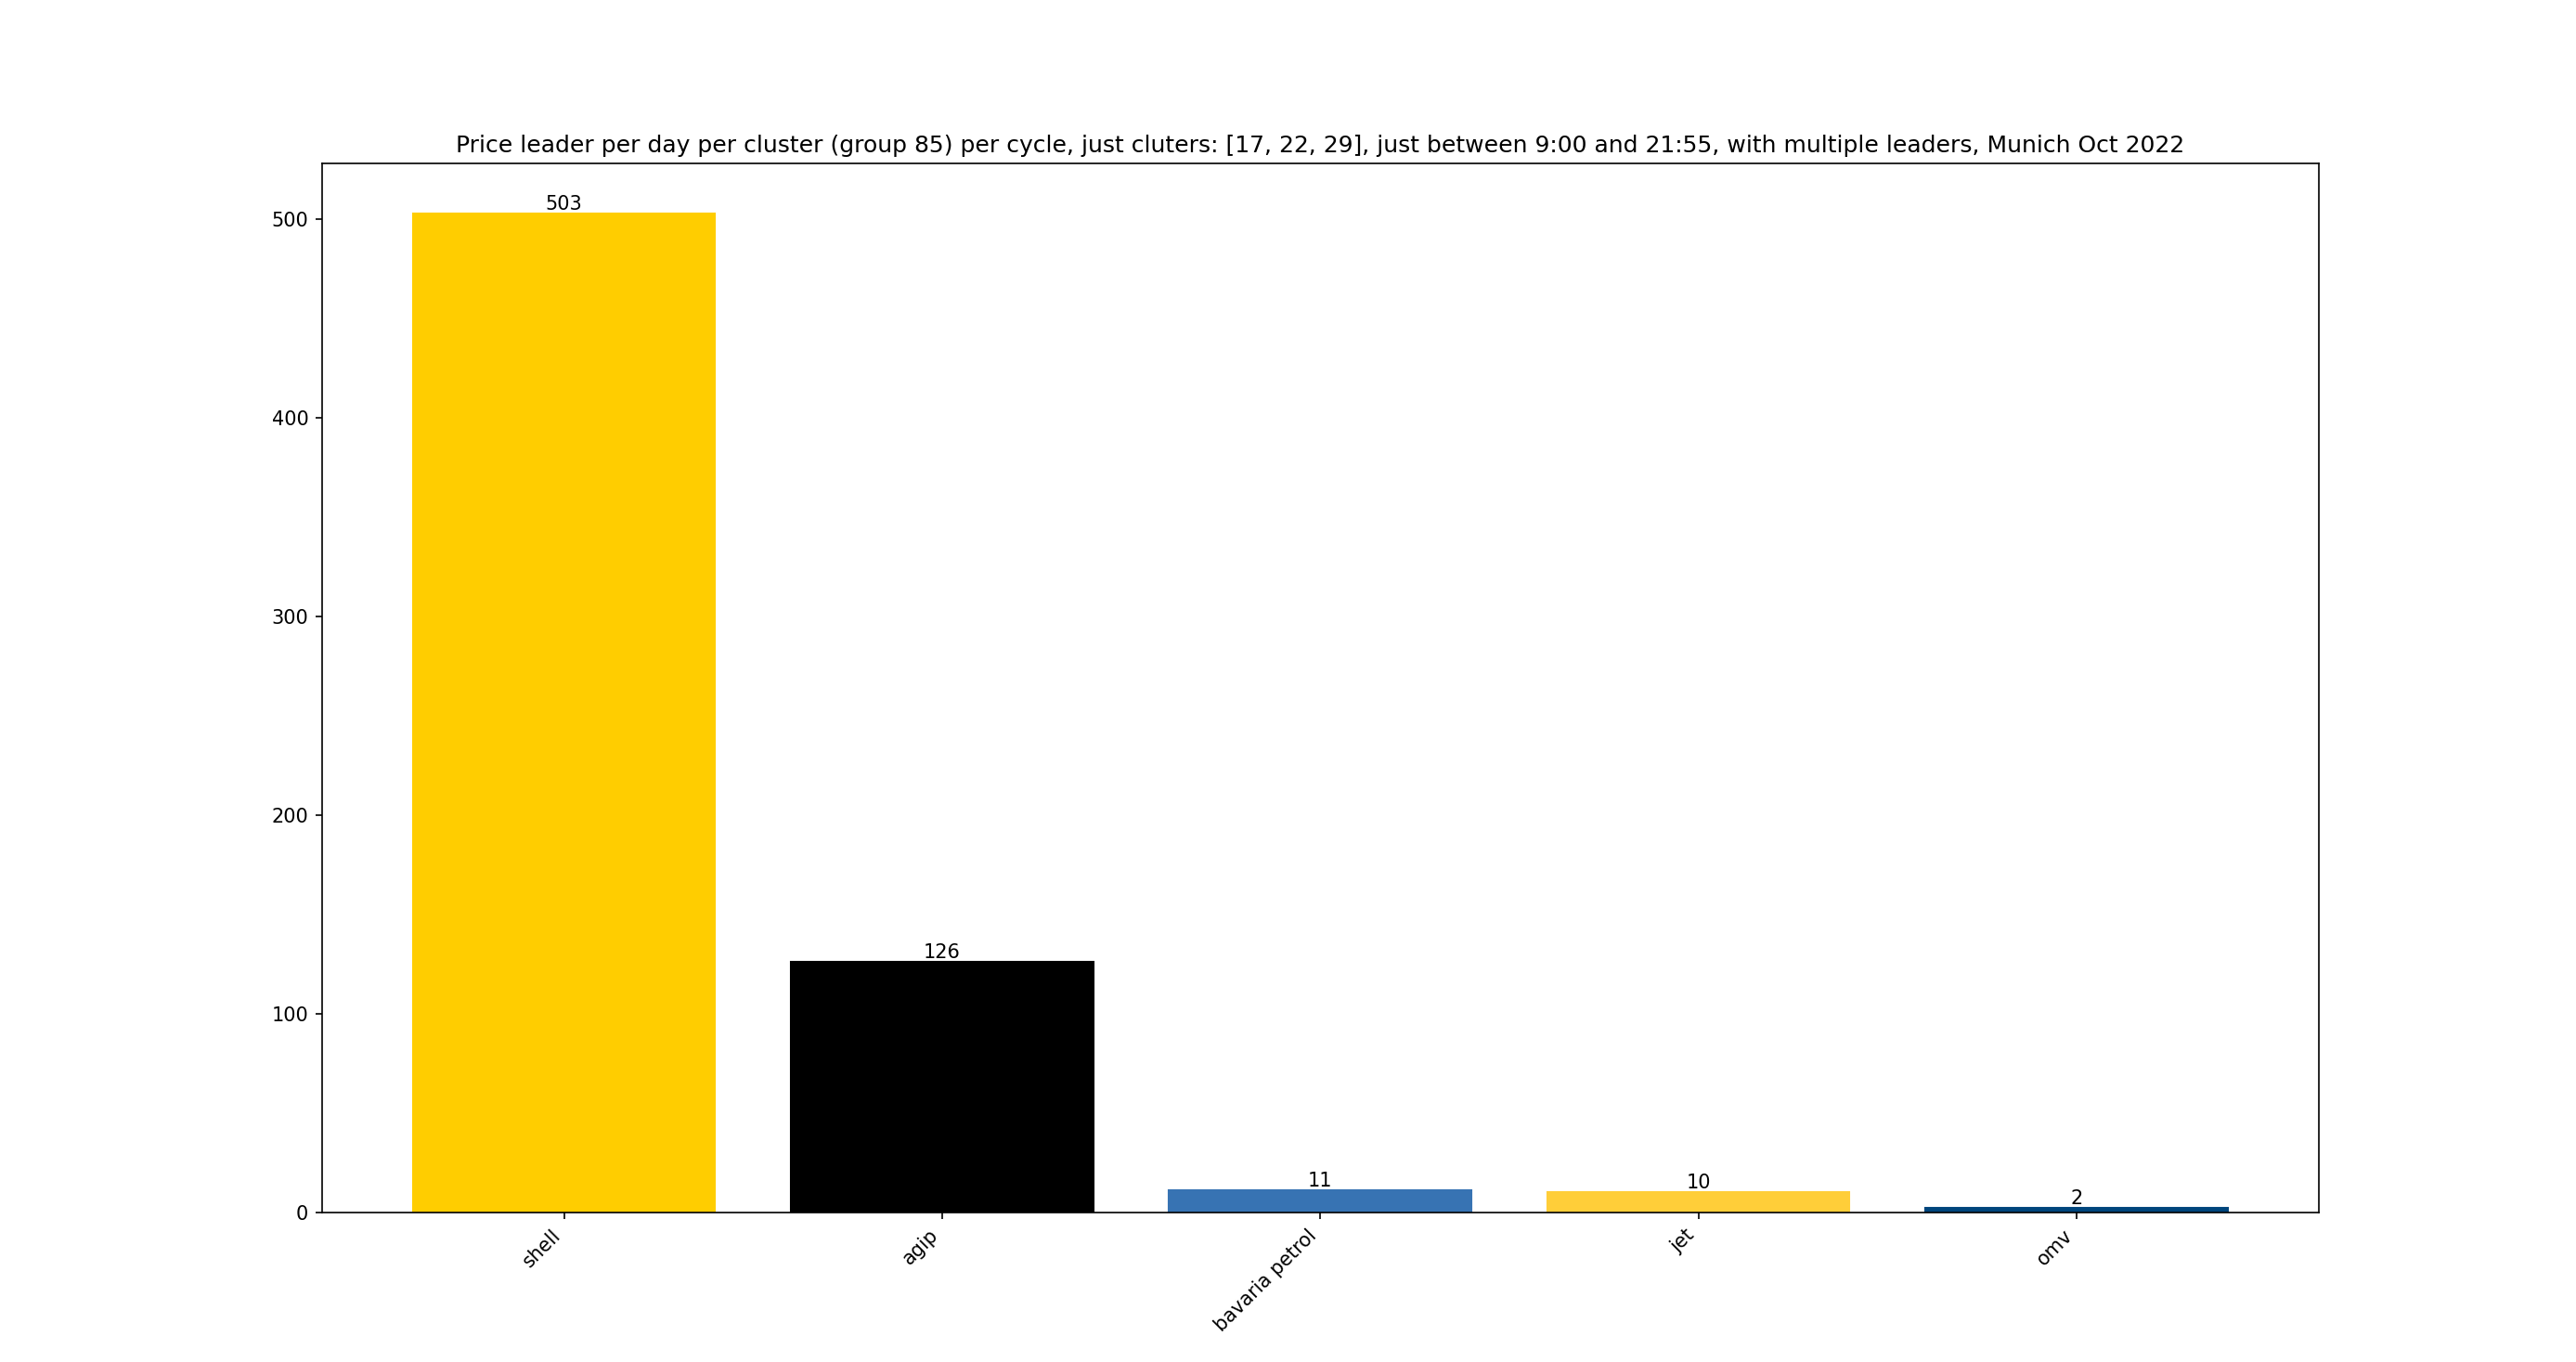 Price leader per day per cluster (group 85) per cycle, just cluters: [17, 22, 29], just between 9:00 and 21:55, with multiple leaders, Munich Oct 2022
500
400
300
200
100
0
503
126
11
10
2
shell
agip
bavaria petrol
jet
omv